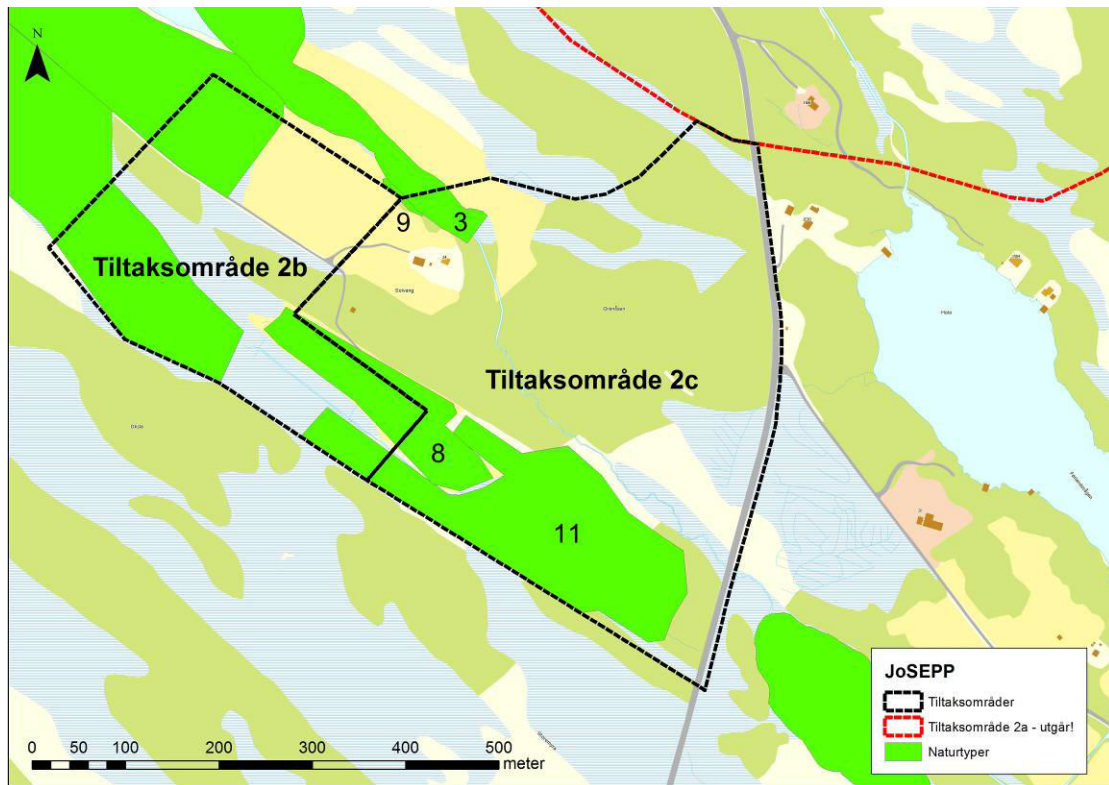 N
9
3
Tiltaksområde 2b
Solvang
Tiltaksområde 2c
8
11
JoSEPP
Tiltaksområder
Tiltaksområde 2a - utgår!
Naturtyper
0 50 100 200 300 400 500
meter